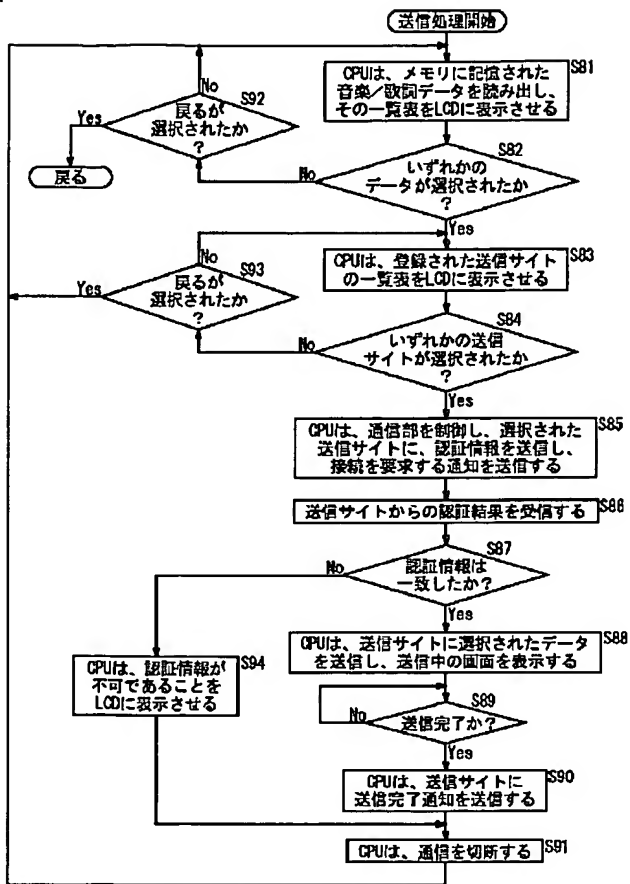 送信処理開始
CPUは、メモリに記憶された
音楽/歌詞データを読み出し、
その一覧表をLCDに表示させる
S81
No
S92
戻るが
選択されたか
?
Yes
戻る
S82
いずれかの
データが選択されたか
?
No
Yes
CPUは、登録された送信サイト
の一覧表をLCDに表示させる
S83
No
S93
戻るが
選択されたか
?
Yes
S84
いずれかの送信
サイトが選択されたか
?
No
Yes
CPUは、通信部を制御し、選択された
送信サイトに、認証情報を送信し、
接続を要求する通知を送信する
S85
送信サイトからの認証結果を受信する
S86
S87
認証情報は
一致したか?
No
Yes
CPUは、送信サイトに選択されたデータ
を送信し、送信中の画面を表示する
S88
CPUは、認証情報が
不可であることを
LCDに表示させる
S94
S89
送信完了か?
No
Yes
CPUは、送信サイトに
送信完了通知を送信する
S90
CPUは、通信を切断する
S91